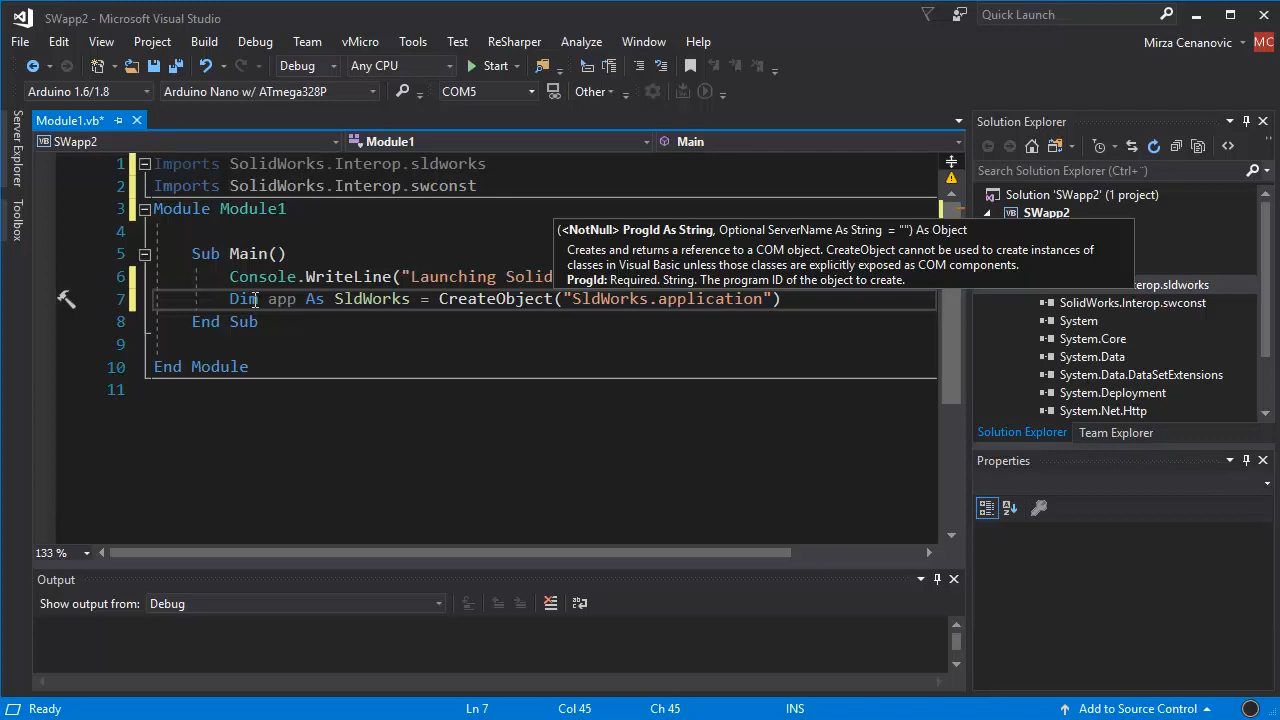 SWapp2 - Microsoft Visual Studio
Quick Launch
File Edit View Project Build Debug Team vMicro Tools Test ReSharper Analyze Window Help
Mirza Cenanovic MC
Debug Any CPU Start
Arduino 1.6/1.8 Arduino Nano w/ ATmega328P COM5 Other
Server Explorer
Toolbox
Module1.vb*
VB SWapp2 Module1 Main
1 Imports SolidWorks.Interop.sldworks
2 Imports SolidWorks.Interop.swconst
3 Module Module1
4
5 Sub Main()
6 Console.WriteLine("Launching Solid
7 Dim app As SldWorks = CreateObject("SldWorks.application")
8 End Sub
9
10 End Module
11
(<NotNull> ProgId As String, Optional ServerName As String = "") As Object
Creates and returns a reference to a COM object. CreateObject cannot be used to create instances of
classes in Visual Basic unless those classes are explicitly exposed as COM components.
ProgId: Required. String. The program ID of the object to create.
133 %
Solution Explorer
Search Solution Explorer (Ctrl+¨)
Solution 'SWapp2' (1 project)
VB SWapp2
erop.sldworks
SolidWorks.Interop.swconst
System
System.Core
System.Data
System.Data.DataSetExtensions
System.Deployment
System.Net.Http
Solution Explorer Team Explorer
Properties
Output
Show output from: Debug
Ready Ln 7 Col 45 Ch 45 INS Add to Source Control